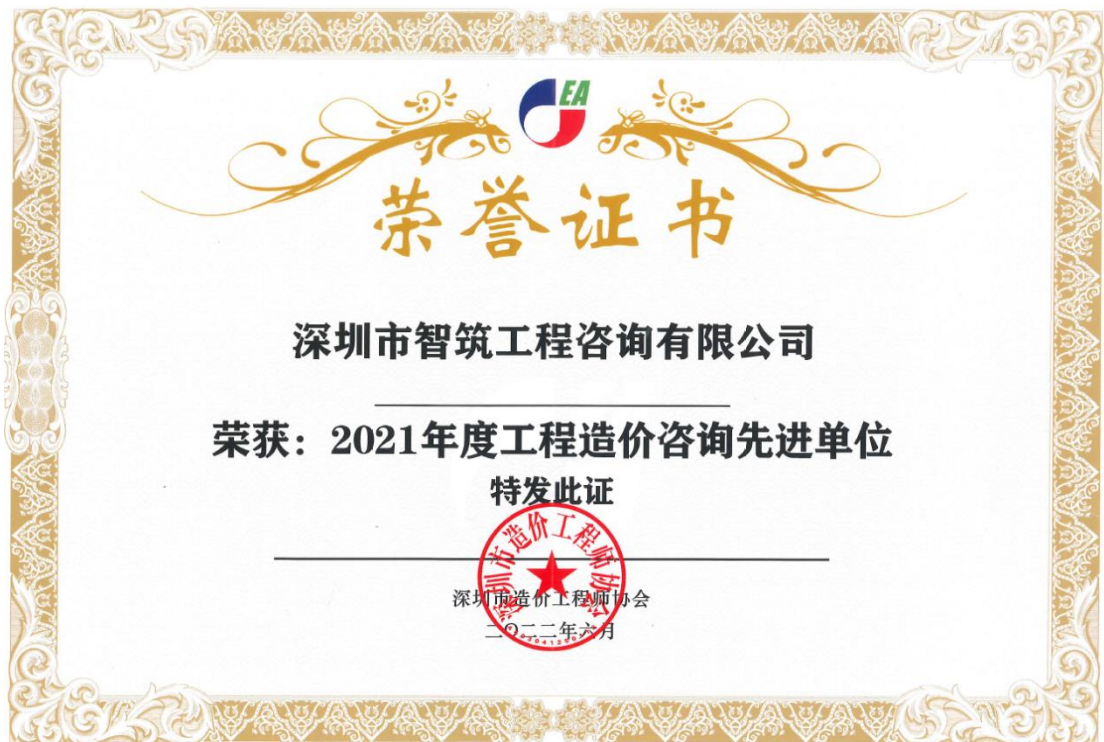 EA
荣誉证书
深圳市智筑工程咨询有限公司
荣获：2021年度工程造价咨询先进单位
特发此证
深圳市造价工程师协会
深圳市造价工程师协会
二〇二二年六月